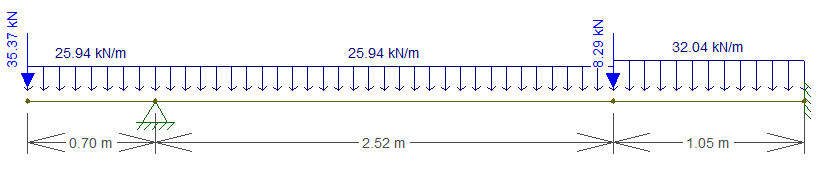 35.37 kN
25.94 kN/m
25.94 kN/m
8.29 kN
32.04 kN/m
0.70 m
2.52 m
1.05 m